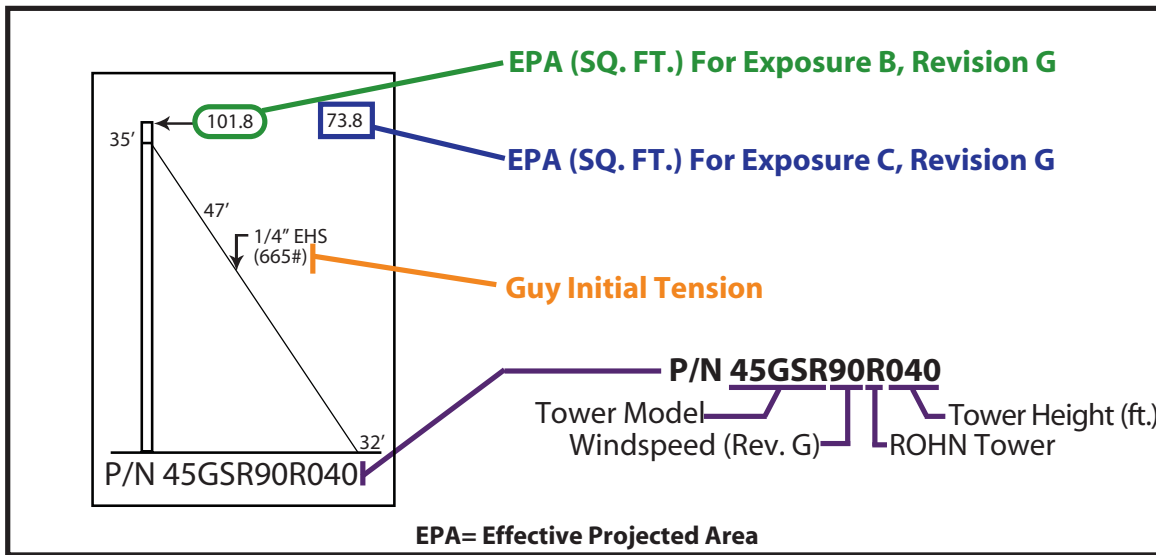 EPA (SQ. FT.) For Exposure B, Revision G
101.8
73.8
35’
EPA (SQ. FT.) For Exposure C, Revision G
47’
1/4” EHS
(665#)
Guy Initial Tension
P/N 45GSR90R040
Tower Model
Tower Height (ft.)
Windspeed (Rev. G)
ROHN Tower
32’
P/N 45GSR90R040
EPA= Effective Projected Area